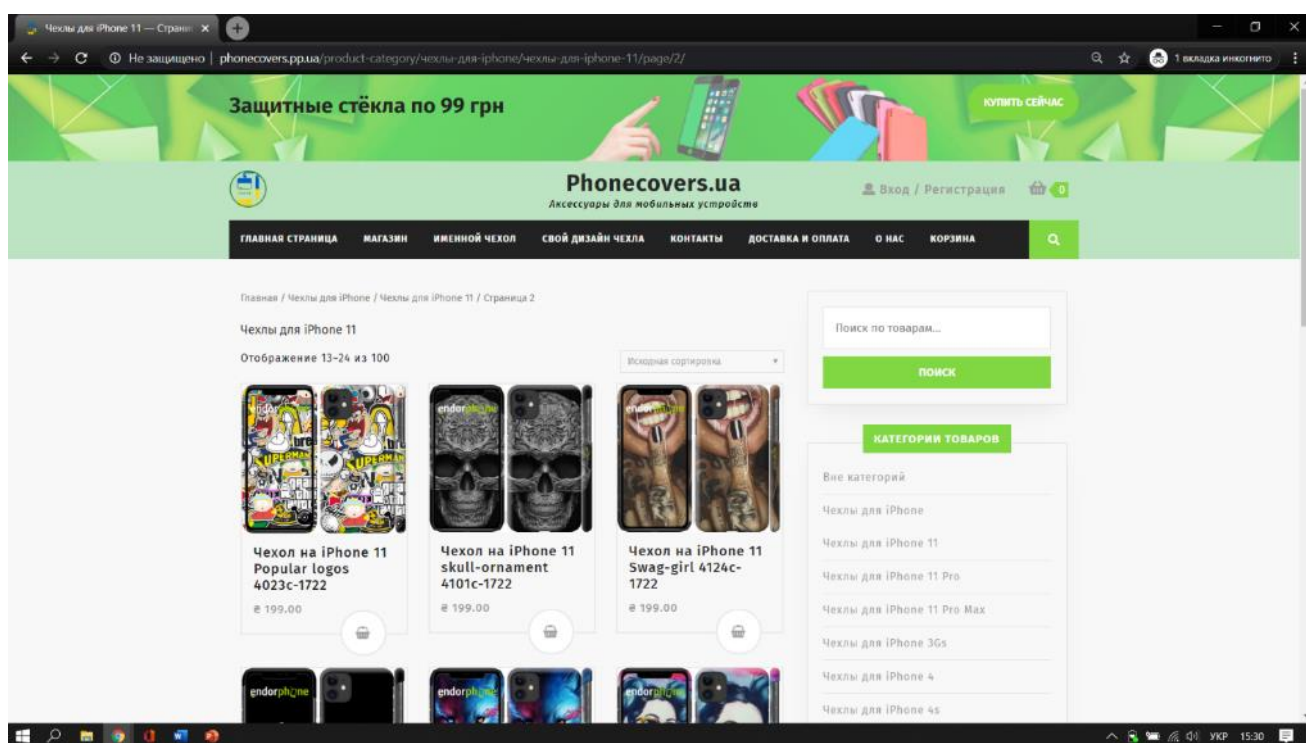 Чехлы для iPhone 11 — Страни
Не защищено | phonecovers.pp.ua/product-category/чехлы-для-iphone/чехлы-для-iphone-11/page/2/
1 вкладка инкогнито
Защитные стёкла по 99 грн
КУПИТЬ СЕЙЧАС
Phonecovers.ua
Аксессуары для мобильных устройств
Вход / Регистрация
0
ГЛАВНАЯ СТРАНИЦА МАГАЗИН ИМЕННОЙ ЧЕХОЛ СВОЙ ДИЗАЙН ЧЕХЛА КОНТАКТЫ ДОСТАВКА И ОПЛАТА О НАС КОРЗИНА
Главная / Чехлы для iPhone / Чехлы для iPhone 11 / Страница 2
Чехлы для iPhone 11
Отображение 13–24 из 100
Исходная сортировка
endorphone
endorphone
SUPERMAN
SUPERMAN
Чехол на iPhone 11
Popular logos
4023c-1722
₴ 199.00
Чехол на iPhone 11
skull-ornament
4101c-1722
₴ 199.00
Чехол на iPhone 11
Swag-girl 4124c-
1722
₴ 199.00
endorphone
endorphone
endorphone
Поиск по товарам...
ПОИСК
КАТЕГОРИИ ТОВАРОВ
Вне категорий
Чехлы для iPhone
Чехлы для iPhone 11
Чехлы для iPhone 11 Pro
Чехлы для iPhone 11 Pro Max
Чехлы для iPhone 3Gs
Чехлы для iPhone 4
Чехлы для iPhone 4s
УКР 15:30